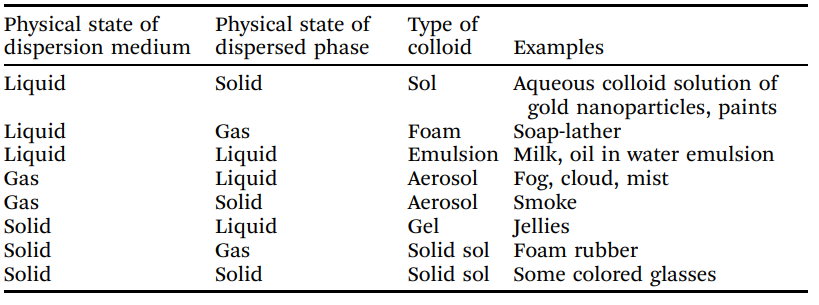 Physical state of dispersion medium | Physical state of dispersed phase | Type of colloid | Examples
Liquid | Solid | Sol | Aqueous colloid solution of gold nanoparticles, paints
Liquid | Gas | Foam | Soap-lather
Liquid | Liquid | Emulsion | Milk, oil in water emulsion
Gas | Liquid | Aerosol | Fog, cloud, mist
Gas | Solid | Aerosol | Smoke
Solid | Liquid | Gel | Jellies
Solid | Gas | Solid sol | Foam rubber
Solid | Solid | Solid sol | Some colored glasses